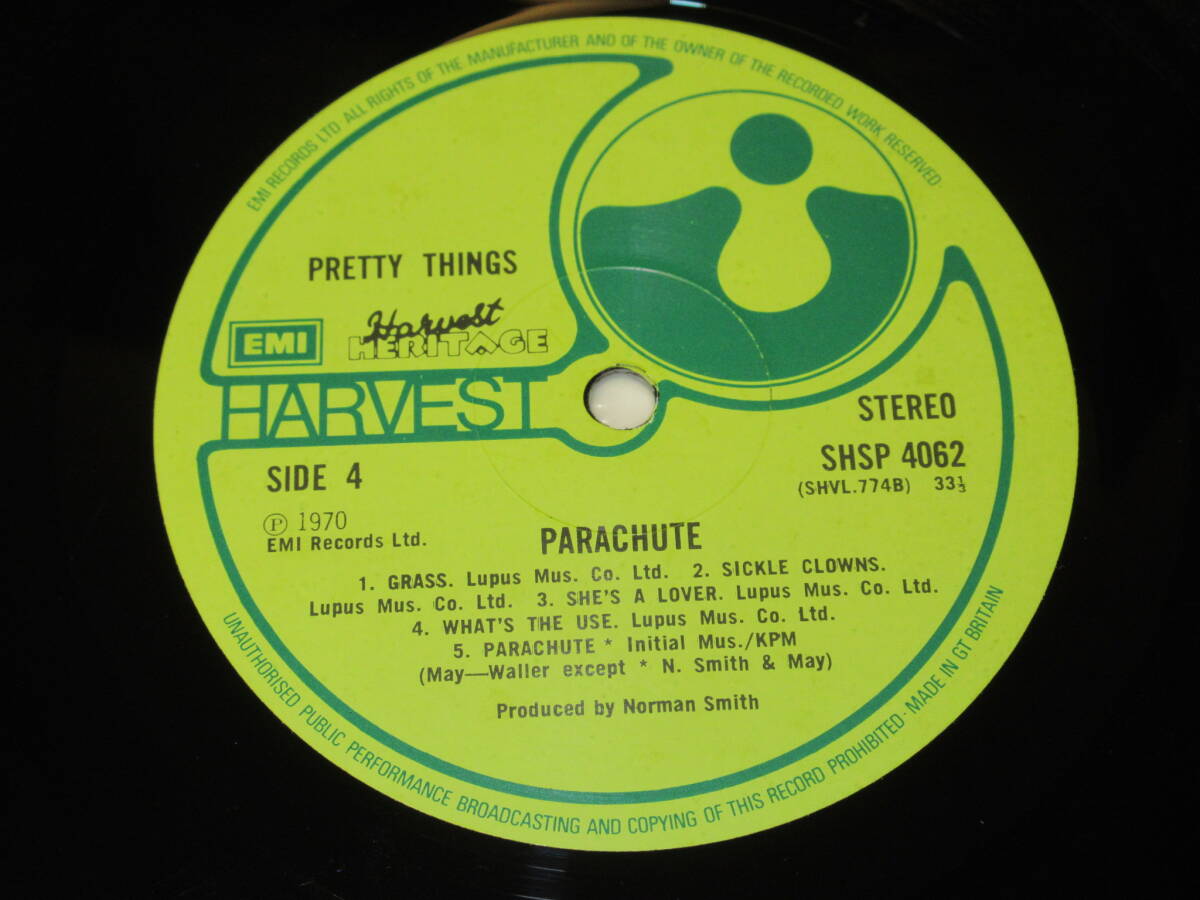 EMI RECORDS LTD. ALL RIGHTS OF THE MANUFACTURER AND OF THE OWNER OF THE RECORDED WORK RESERVED·
PRETTY THINGS
EMI
Harvest
HERITAGE
HARVEST
STEREO
SIDE 4
SHSP 4062
(SHVL.774B) 33⅓
Ⓟ 1970
EMI Records Ltd.
PARACHUTE
1. GRASS. Lupus Mus. Co. Ltd. 2. SICKLE CLOWNS.
Lupus Mus. Co. Ltd. 3. SHE'S A LOVER. Lupus Mus. Co. Ltd.
4. WHAT'S THE USE. Lupus Mus. Co. Ltd.
5. PARACHUTE * Initial Mus./KPM
(May—Waller except * N. Smith & May)
Produced by Norman Smith
UNAUTHORISED PUBLIC PERFORMANCE BROADCASTING AND COPYING OF THIS RECORD PROHIBITED· MADE IN GT BRITAIN